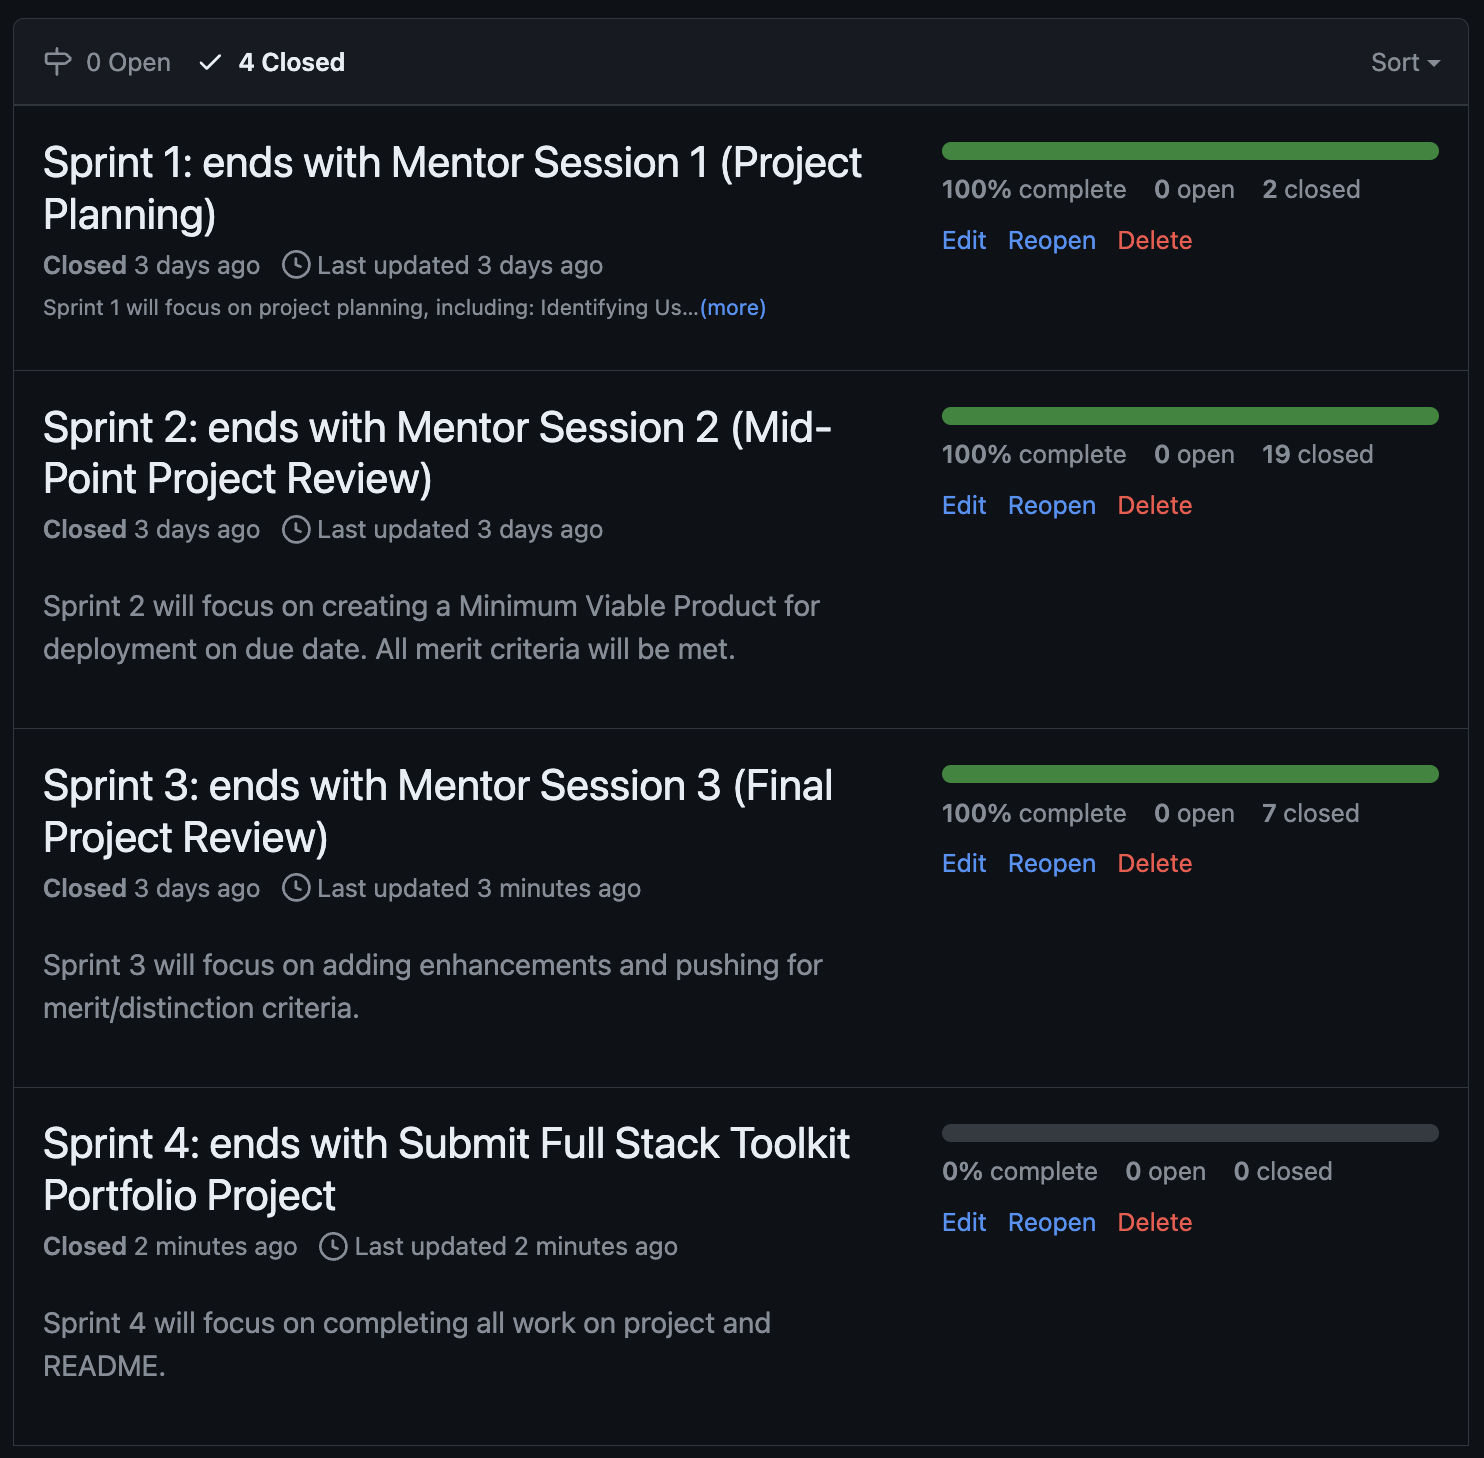 0 Open 4 Closed Sort
Sprint 1: ends with Mentor Session 1 (Project
Planning)
Closed 3 days ago Last updated 3 days ago
Sprint 1 will focus on project planning, including: Identifying Us...(more)
100% complete 0 open 2 closed
Edit Reopen Delete
Sprint 2: ends with Mentor Session 2 (Mid-
Point Project Review)
Closed 3 days ago Last updated 3 days ago
Sprint 2 will focus on creating a Minimum Viable Product for
deployment on due date. All merit criteria will be met.
100% complete 0 open 19 closed
Edit Reopen Delete
Sprint 3: ends with Mentor Session 3 (Final
Project Review)
Closed 3 days ago Last updated 3 minutes ago
Sprint 3 will focus on adding enhancements and pushing for
merit/distinction criteria.
100% complete 0 open 7 closed
Edit Reopen Delete
Sprint 4: ends with Submit Full Stack Toolkit
Portfolio Project
Closed 2 minutes ago Last updated 2 minutes ago
Sprint 4 will focus on completing all work on project and
README.
0% complete 0 open 0 closed
Edit Reopen Delete